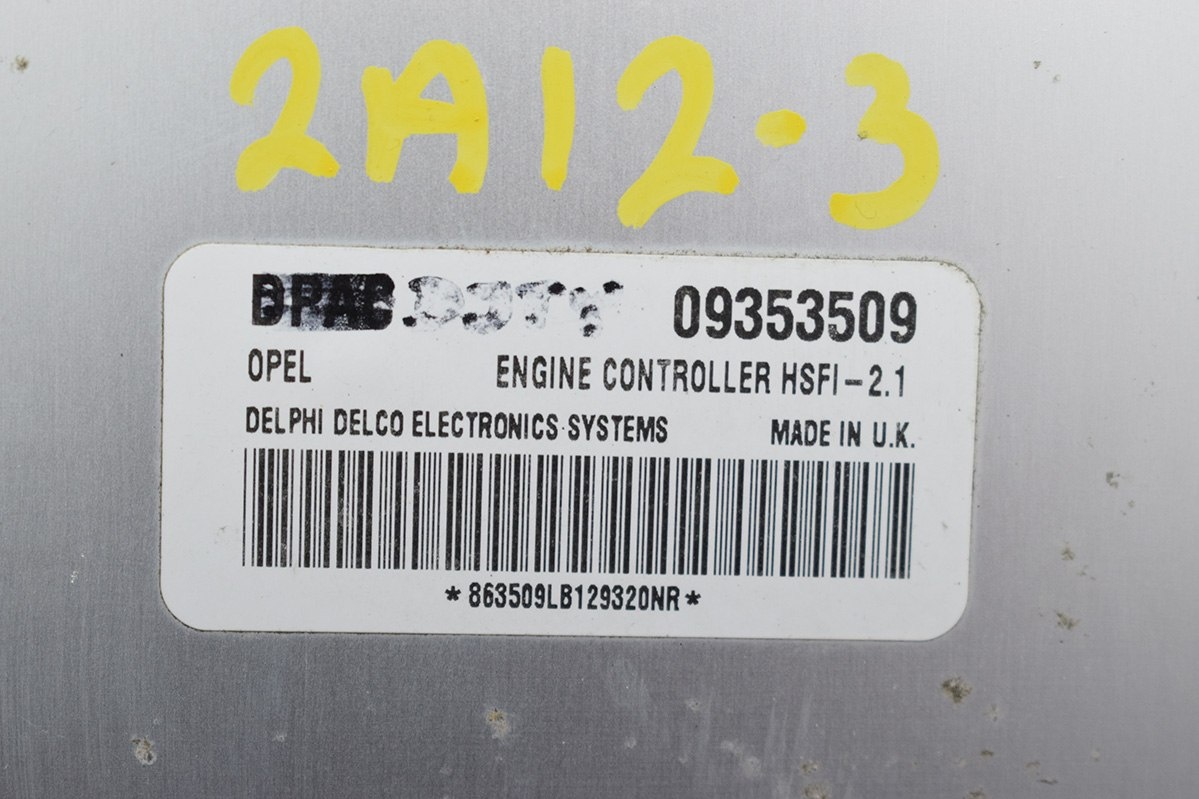 2A12-3
09353509
OPEL ENGINE CONTROLLER HSFI-2.1
DELPHI DELCO ELECTRONICS SYSTEMS MADE IN U.K.
*863509LB129320NR*